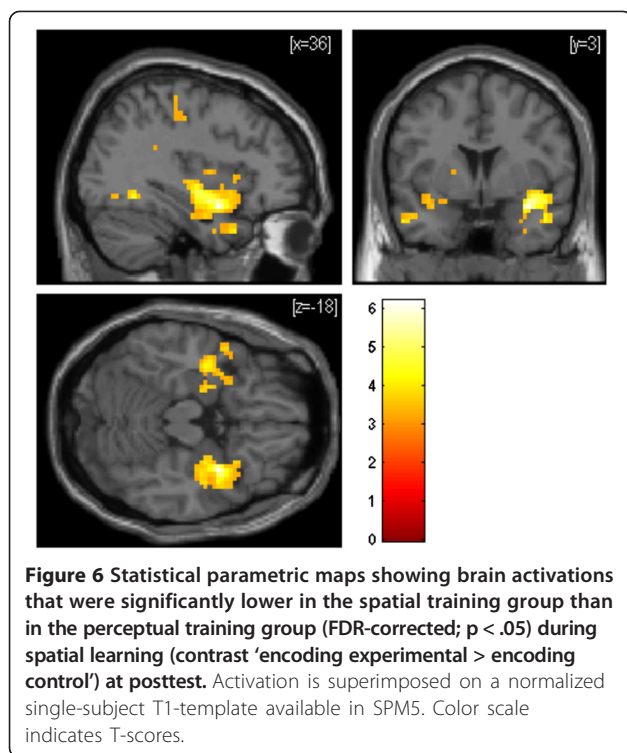 [x=36]
[y=3]
[z=-18]
6
5
4
3
2
1
0
Figure 6 Statistical parametric maps showing brain activations
that were significantly lower in the spatial training group than
in the perceptual training group (FDR-corrected; p < .05) during
spatial learning (contrast ‘encoding experimental > encoding
control’) at posttest. Activation is superimposed on a normalized
single-subject T1-template available in SPM5. Color scale
indicates T-scores.